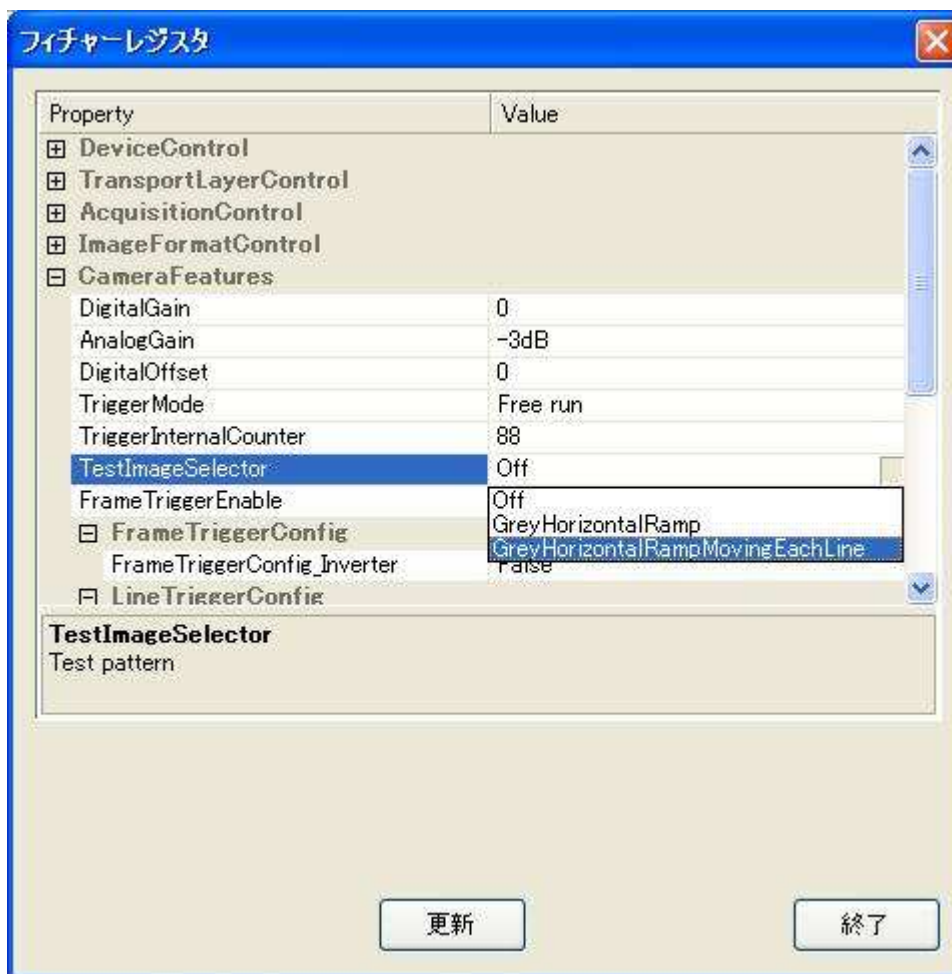 フィチャーレジスタ
Property Value
DeviceControl
TransportLayerControl
AcquisitionControl
ImageFormatControl
CameraFeatures
DigitalGain 0
AnalogGain -3dB
DigitalOffset 0
TriggerMode Free run
TriggerInternalCounter 88
TestImageSelector Off
FrameTriggerEnable Off
FrameTriggerConfig GreyHorizontalRamp
GreyHorizontalRampMovingEachLine
FrameTriggerConfig_Inverter False
LineTriggerConfig
TestImageSelector
Test pattern
更新 終了